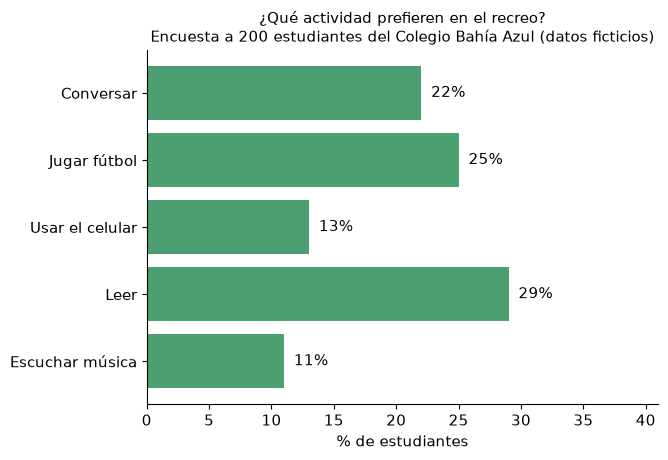 ¿Qué actividad prefieren en el recreo?
Encuesta a 200 estudiantes del Colegio Bahía Azul (datos ficticios)
Conversar 22%
Jugar fútbol 25%
Usar el celular 13%
Leer 29%
Escuchar música 11%
0 5 10 15 20 25 30 35 40
% de estudiantes